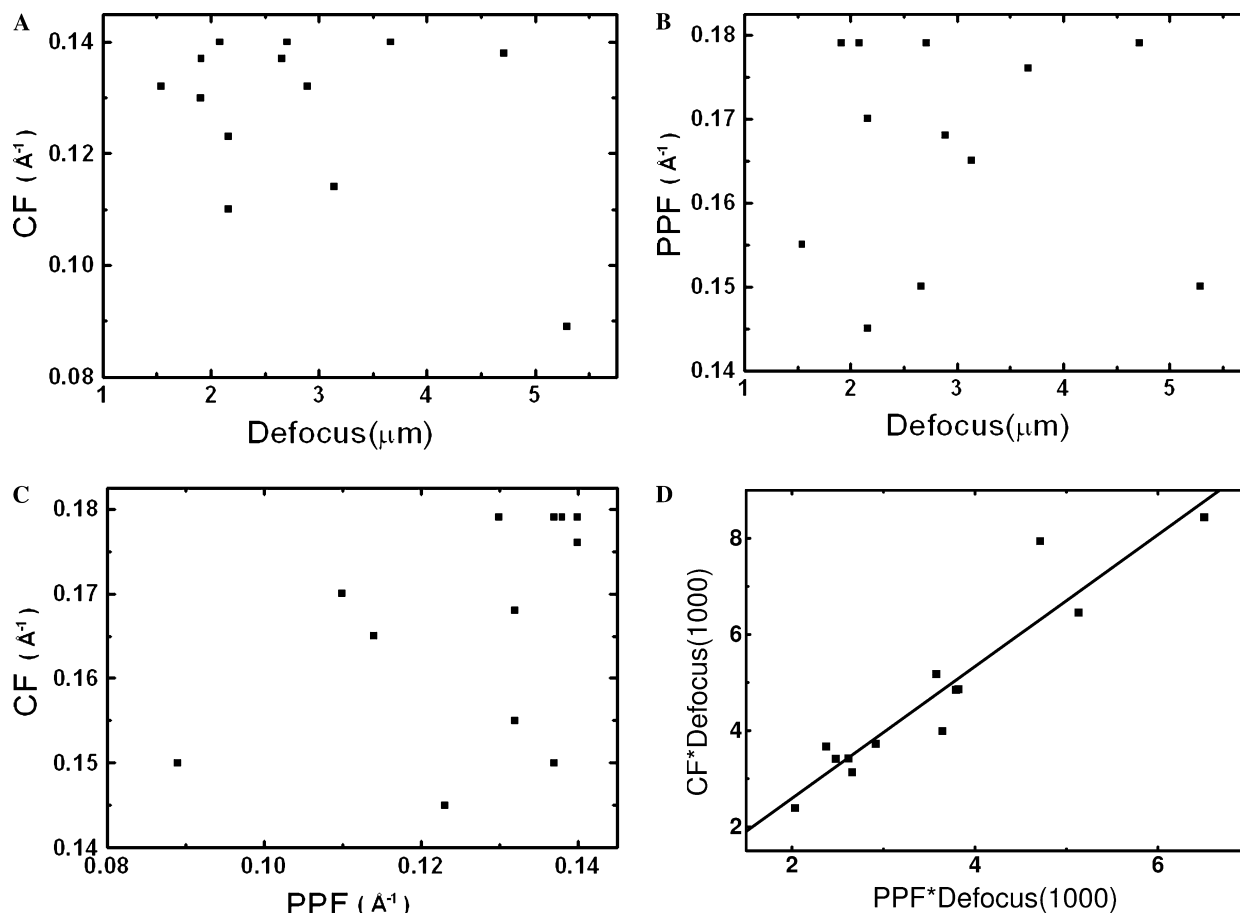 A
CF (Å-1)
0.14
0.12
0.10
0.08
1 2 3 4 5
Defocus(μm)
B
PPF (Å-1)
0.18
0.17
0.16
0.15
0.14
1 2 3 4 5
Defocus(μm)
C
CF (Å-1)
0.18
0.17
0.16
0.15
0.14
0.08 0.10 0.12 0.14
PPF (Å-1)
D
CF*Defocus(1000)
8
6
4
2
2 4 6
PPF*Defocus(1000)